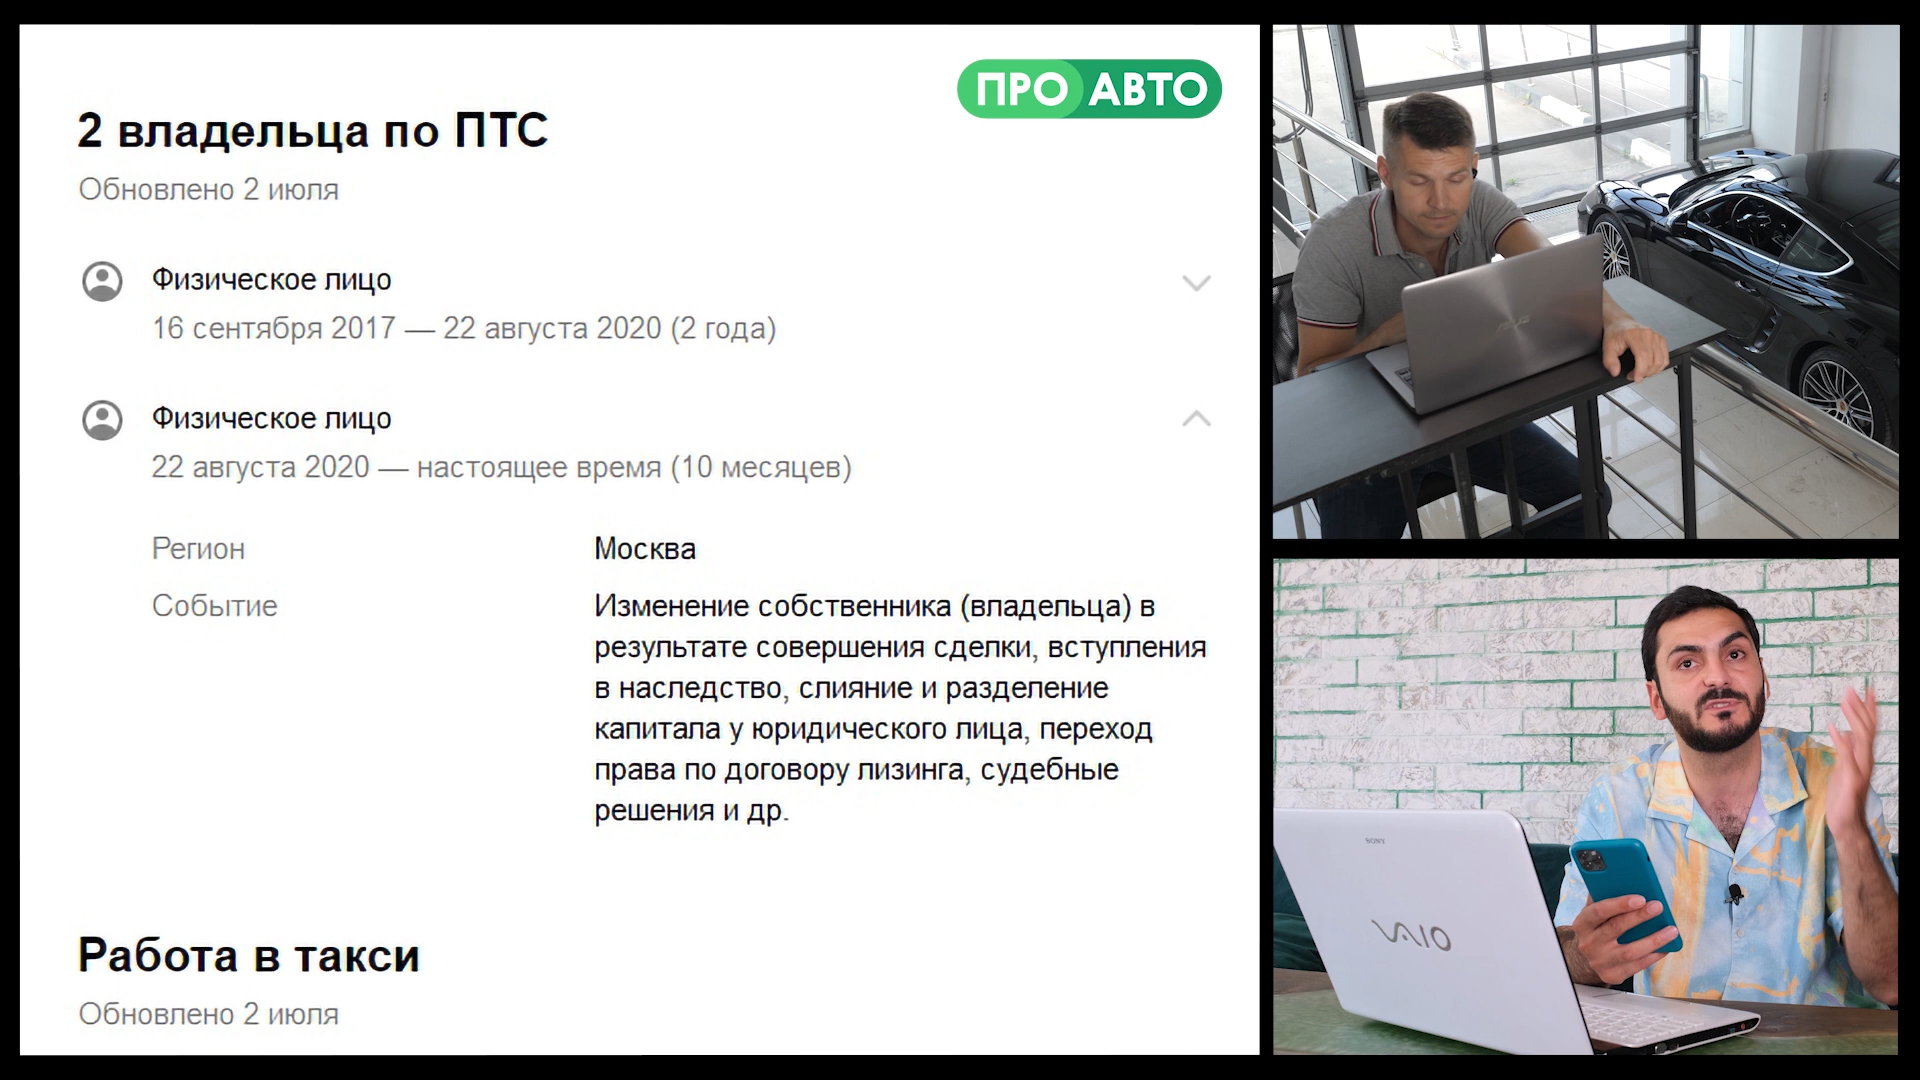 ПРО АВТО
2 владельца по ПТС
Обновлено 2 июля
Физическое лицо
16 сентября 2017 — 22 августа 2020 (2 года)
Физическое лицо
22 августа 2020 — настоящее время (10 месяцев)
Регион Москва
Событие Изменение собственника (владельца) в
результате совершения сделки, вступления
в наследство, слияние и разделение
капитала у юридического лица, переход
права по договору лизинга, судебные
решения и др.
Работа в такси
Обновлено 2 июля
SONY
VAIO